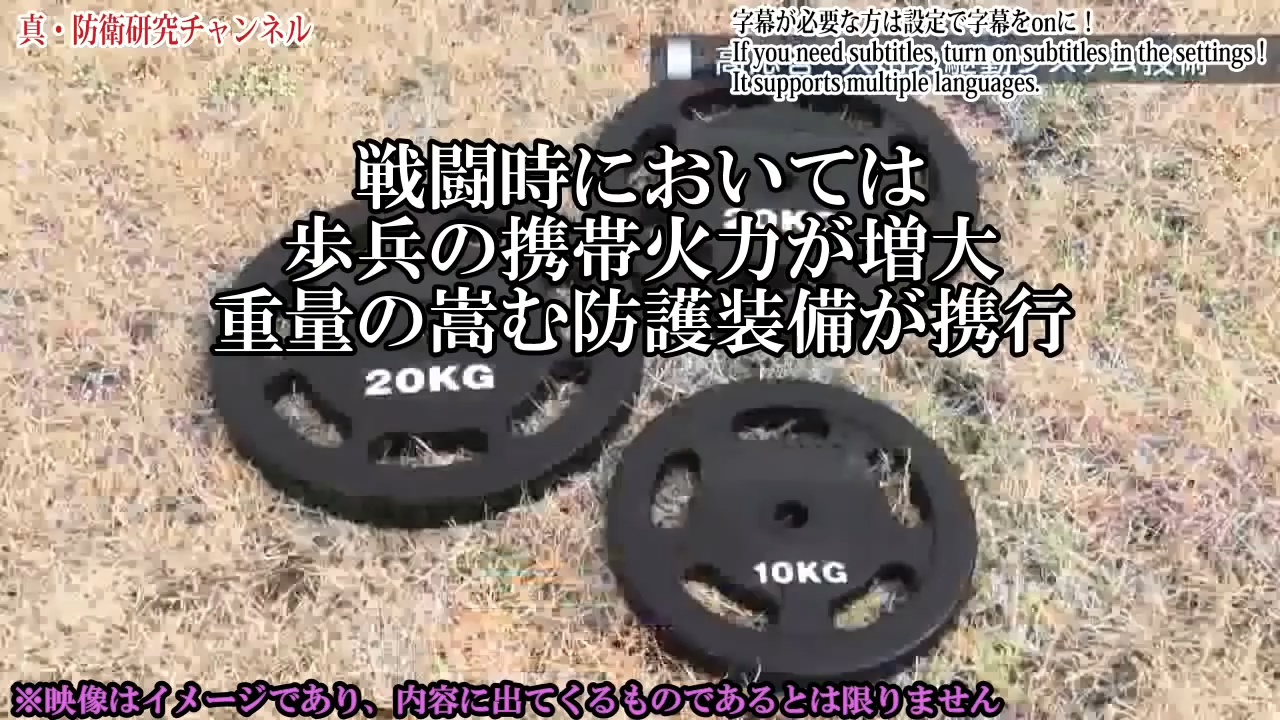 真・防衛研究チャンネル
字幕が必要な方は設定で字幕をonに！
If you need subtitles, turn on subtitles in the settings !
It supports multiple languages.
戦闘時においては
歩兵の携帯火力が増大
重量の嵩む防護装備が携行
20KG
20KG
10KG
※映像はイメージであり、内容に出てくるものであるとは限りません